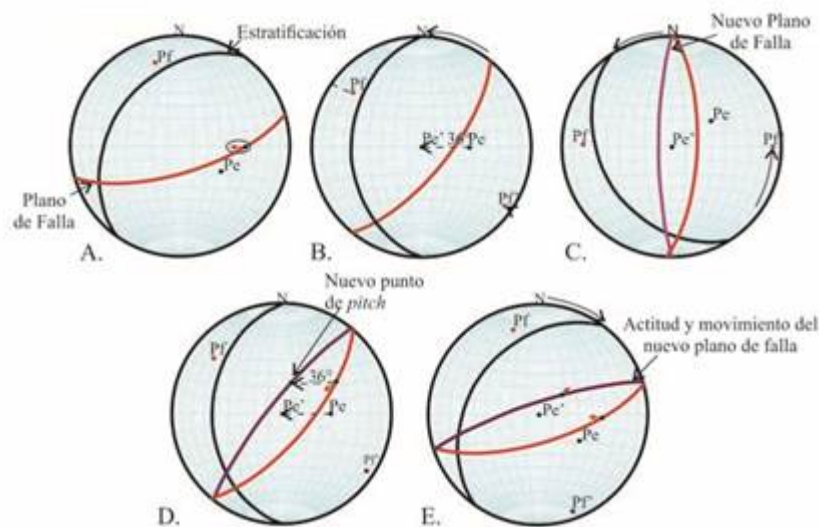 N
Estratificación
Pf
Pe
Plano
de Falla
A.
N
Pf
Pe' 36° Pe
Pf'
B.
N
Nuevo Plano
de Falla
Pe
Pf
Pe'
Pf'
C.
Nuevo punto
de pitch
N
Pf
36°
Pe' Pe
Pf'
D.
N
Actitud y movimiento del
nuevo plano de falla
Pf
Pe'
Pe
Pf'
E.